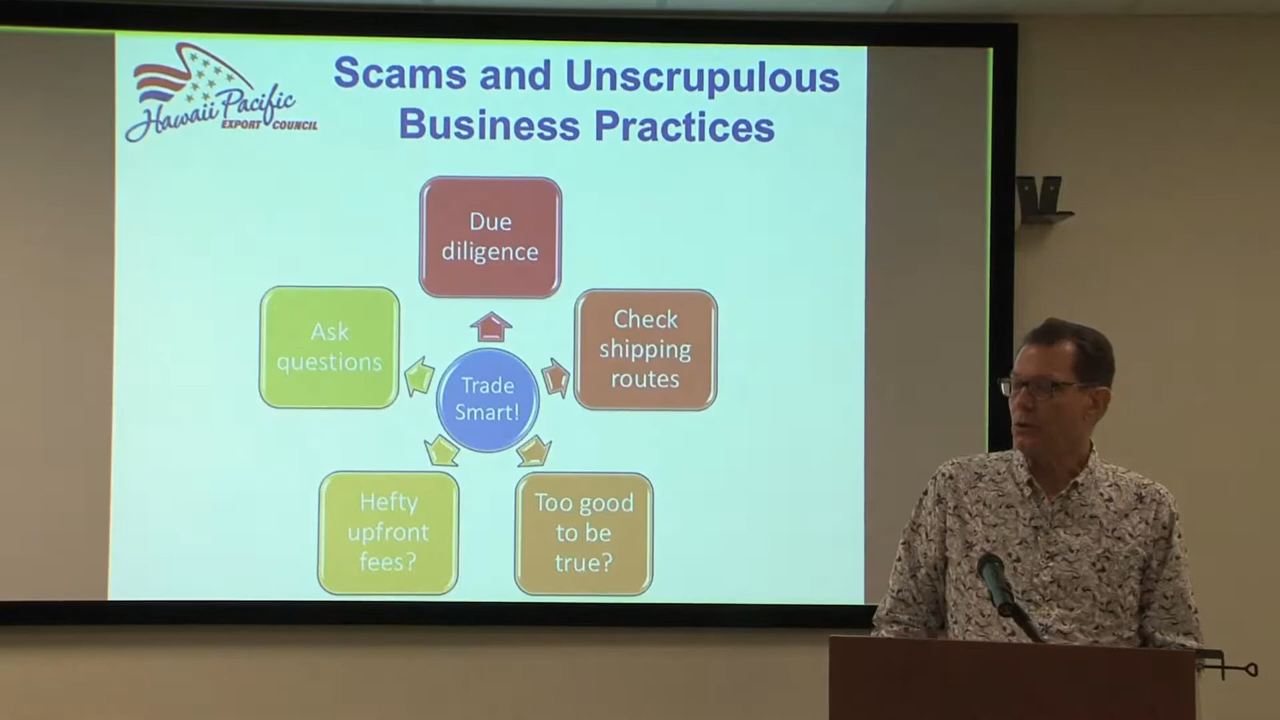 Hawaii Pacific
EXPORT COUNCIL
Scams and Unscrupulous
Business Practices
Due
diligence
Check
shipping
routes
Too good
to be
true?
Hefty
upfront
fees?
Ask
questions
Trade
Smart!